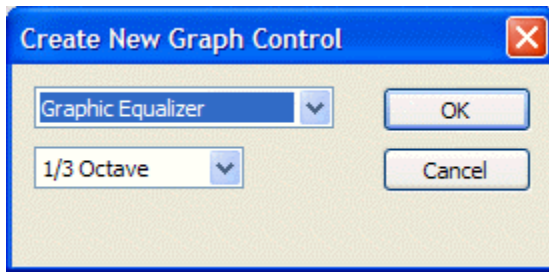 Create New Graph Control
Graphic Equalizer
OK
1/3 Octave
Cancel